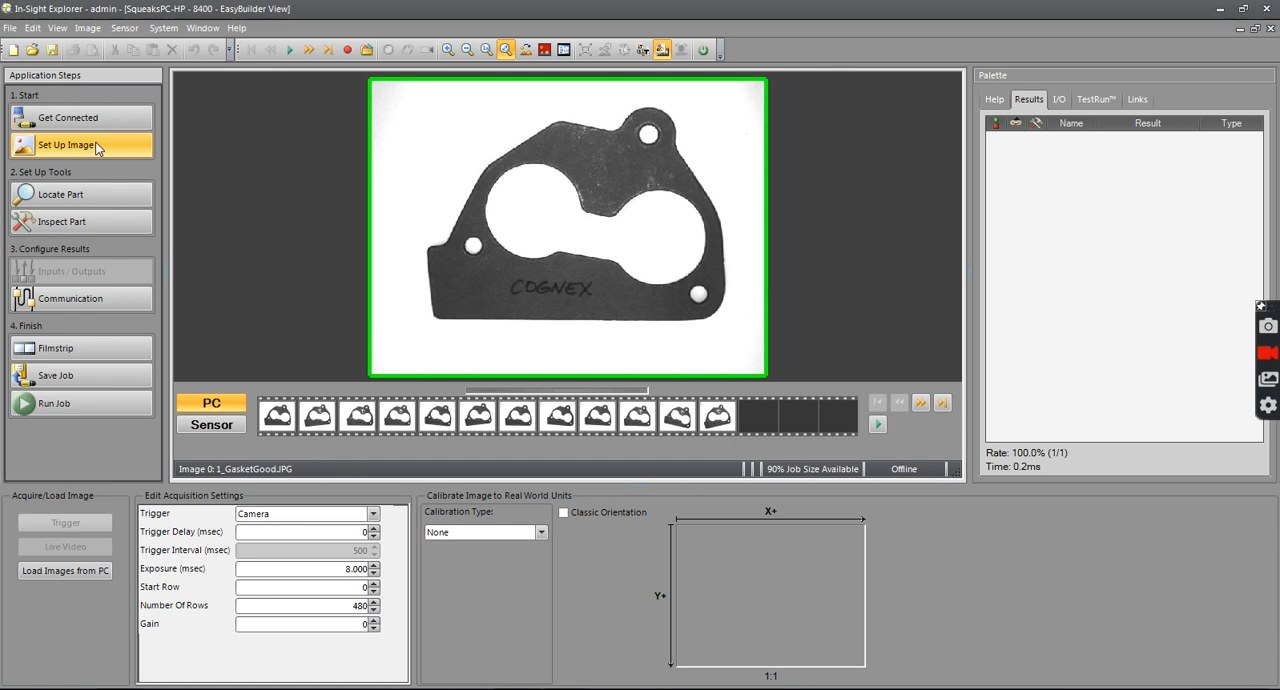 In-Sight Explorer - admin - [SqueaksPC-HP - 8400 - EasyBuilder View]
File Edit View Image Sensor System Window Help
Application Steps
1. Start
Get Connected
Set Up Image
2. Set Up Tools
Locate Part
Inspect Part
3. Configure Results
Inputs / Outputs
Communication
4. Finish
Filmstrip
Save Job
Run Job
COGNEX
PC
Sensor
Image 0: 1_GasketGood.JPG
90% Job Size Available
Offline
Palette
Help Results I/O TestRun™ Links
Name Result Type
Rate: 100.0% (1/1)
Time: 0.2ms
Acquire/Load Image
Trigger
Live Video
Load Images from PC
Edit Acquisition Settings
Trigger Camera
Trigger Delay (msec) 0
Trigger Interval (msec) 500
Exposure (msec) 8.000
Start Row 0
Number Of Rows 480
Gain 0
Calibrate Image to Real World Units
Calibration Type:
None
Classic Orientation
X+
Y+
1:1